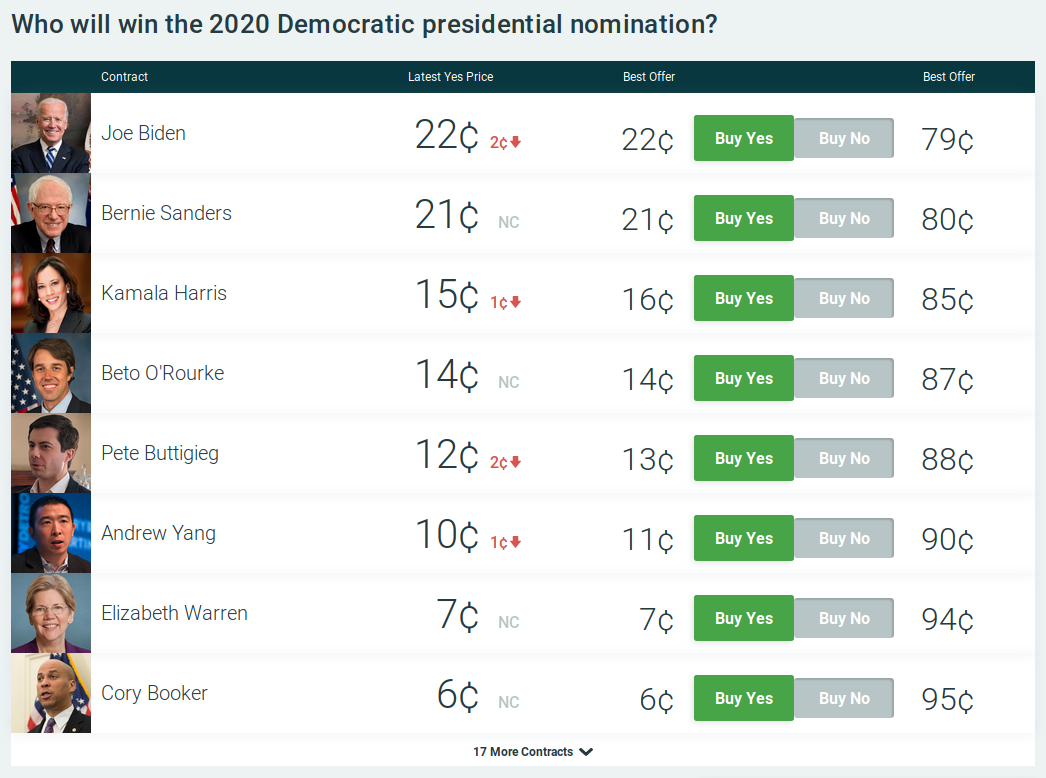 Who will win the 2020 Democratic presidential nomination?
Contract Latest Yes Price Best Offer Best Offer
Joe Biden 22¢ 2¢ 22¢ Buy Yes Buy No 79¢
Bernie Sanders 21¢ NC 21¢ Buy Yes Buy No 80¢
Kamala Harris 15¢ 1¢ 16¢ Buy Yes Buy No 85¢
Beto O'Rourke 14¢ NC 14¢ Buy Yes Buy No 87¢
Pete Buttigieg 12¢ 2¢ 13¢ Buy Yes Buy No 88¢
Andrew Yang 10¢ 1¢ 11¢ Buy Yes Buy No 90¢
Elizabeth Warren 7¢ NC 7¢ Buy Yes Buy No 94¢
Cory Booker 6¢ NC 6¢ Buy Yes Buy No 95¢
17 More Contracts